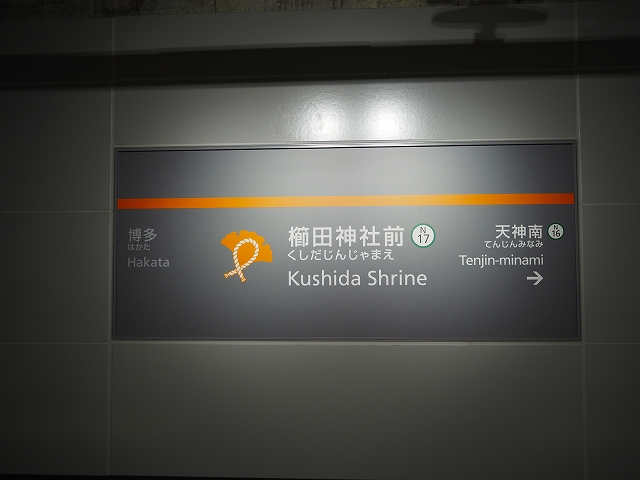 博多
はかた
Hakata
櫛田神社前
くしだじんじゃまえ
Kushida Shrine
N
17
天神南
てんじんみなみ
Tenjin-minami
N
16
→